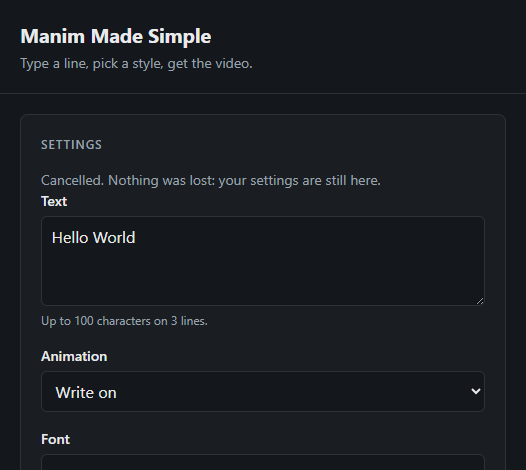 Manim Made Simple
Type a line, pick a style, get the video.
SETTINGS
Cancelled. Nothing was lost: your settings are still here.
Text
Hello World
Up to 100 characters on 3 lines.
Animation
Write on
Font